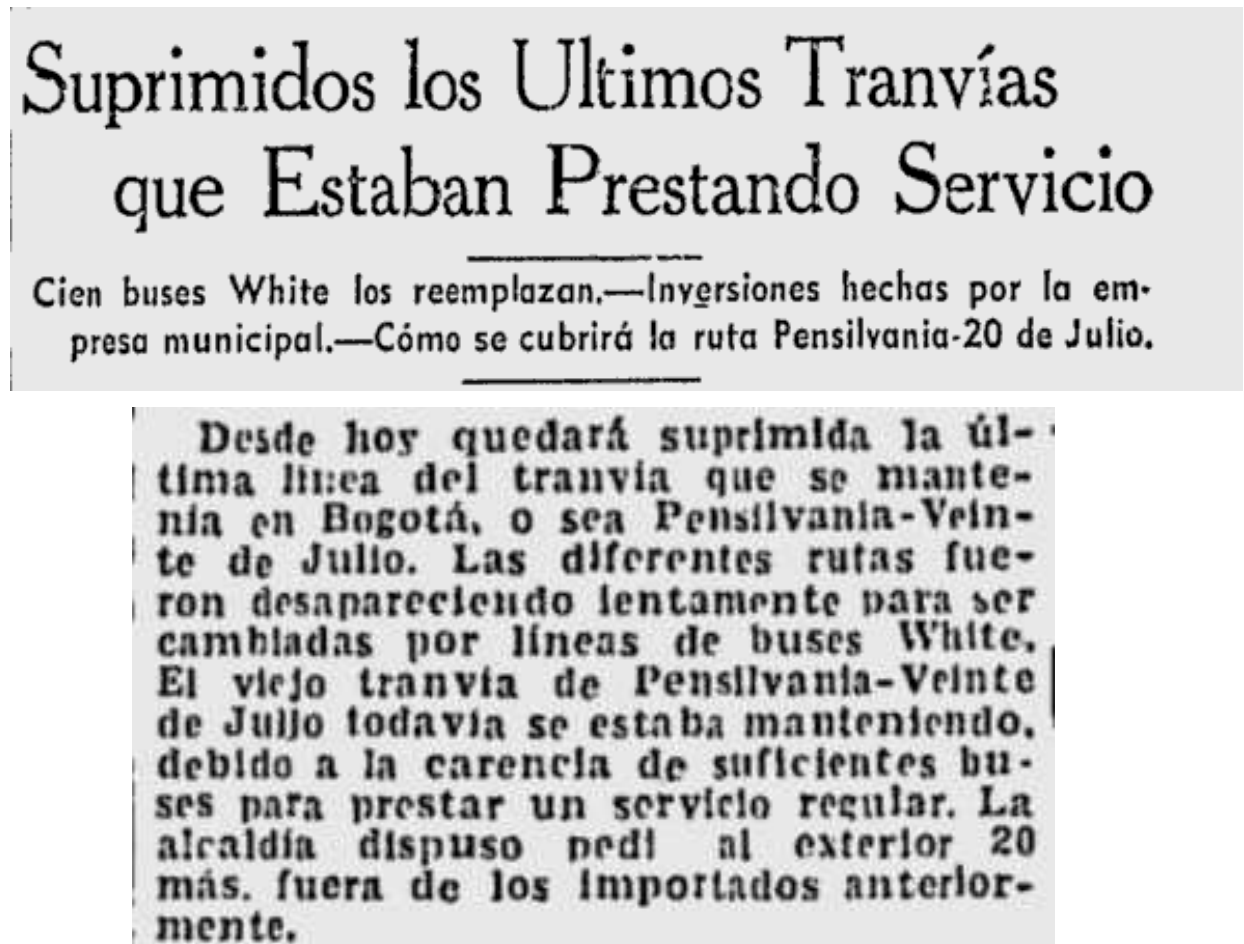 Suprimidos los Ultimos Tranvías
que Estaban Prestando Servicio
Cien buses White los reemplazan.—Inversiones hechas por la em-
presa municipal.—Cómo se cubrirá la ruta Pensilvania-20 de Julio.
Desde hoy quedará suprimida la úl-
tima línea del tranvía que se mante-
nía en Bogotá, o sea Pensilvania-Vein-
te de Julio. Las diferentes rutas fue-
ron desapareciendo lentamente para ser
cambiadas por líneas de buses White.
El viejo tranvía de Pensilvania-Veinte
de Julio todavía se estaba manteniendo,
debido a la carencia de suficientes bu-
ses para prestar un servicio regular. La
alcaldía dispuso pedi al exterior 20
más, fuera de los importados anterior-
mente.